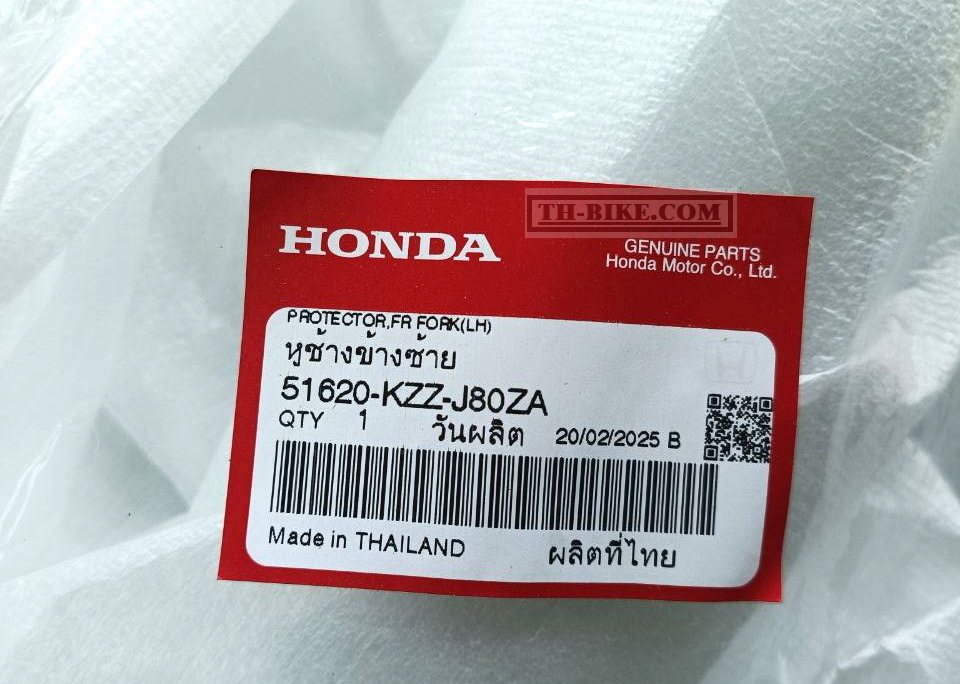 TH-BIKE.COM
HONDA
GENUINE PARTS
Honda Motor Co., Ltd.
PROTECTOR,FR FORK(LH)
หูช้างข้างซ้าย
51620-KZZ-J80ZA
QTY 1 วันผลิต 20/02/2025 B
Made in THAILAND ผลิตที่ไทย